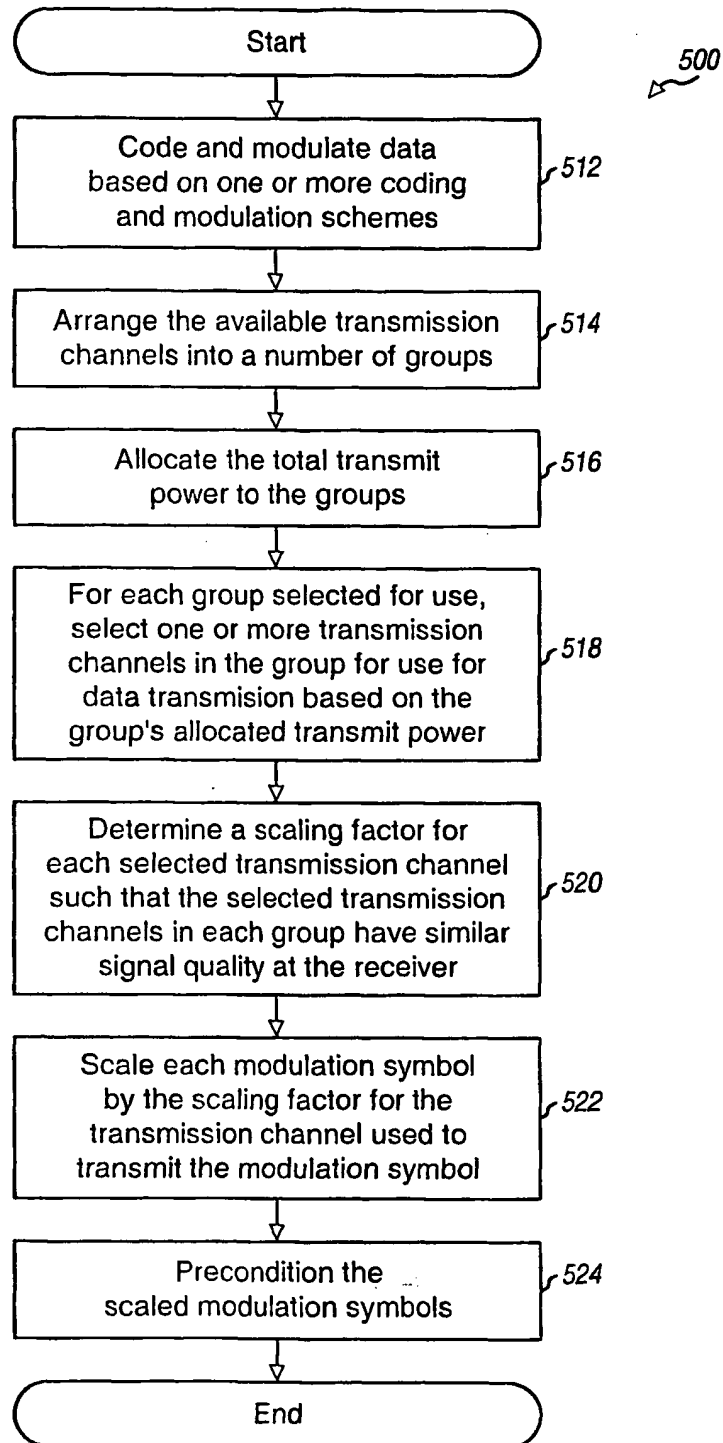 Start
500
Code and modulate data
based on one or more coding
and modulation schemes
512
Arrange the available transmission
channels into a number of groups
514
Allocate the total transmit
power to the groups
516
For each group selected for use,
select one or more transmission
channels in the group for use for
data transmision based on the
group's allocated transmit power
518
Determine a scaling factor for
each selected transmission channel
such that the selected transmission
channels in each group have similar
signal quality at the receiver
520
Scale each modulation symbol
by the scaling factor for the
transmission channel used to
transmit the modulation symbol
522
Precondition the
scaled modulation symbols
524
End